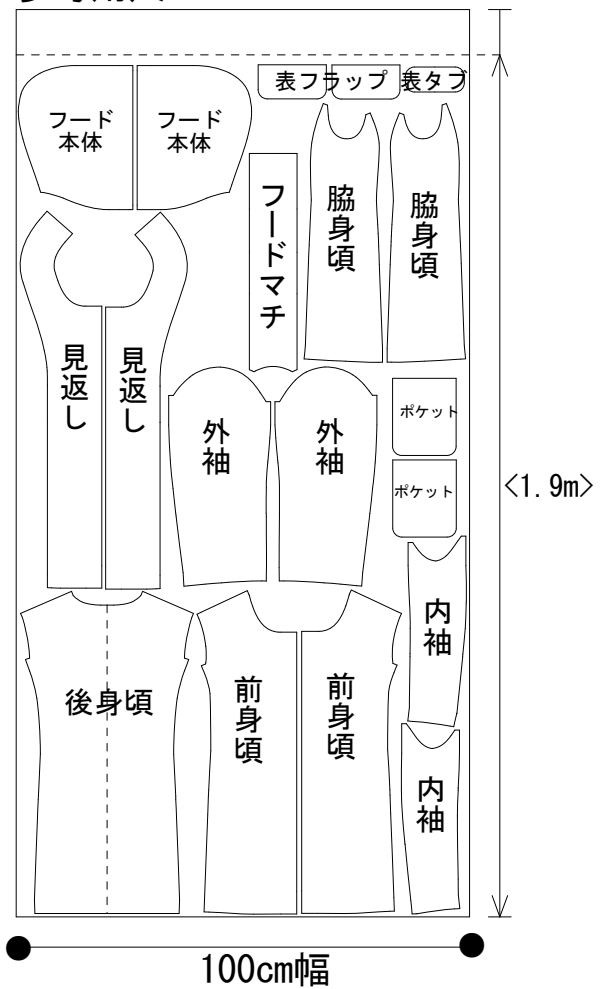 表フラップ
表タブ
フード
本体
フード
本体
フードマチ
脇身頃
脇身頃
見返し
見返し
外袖
外袖
ポケット
ポケット
<1.9m>
内袖
後身頃
前身頃
前身頃
内袖
100cm幅